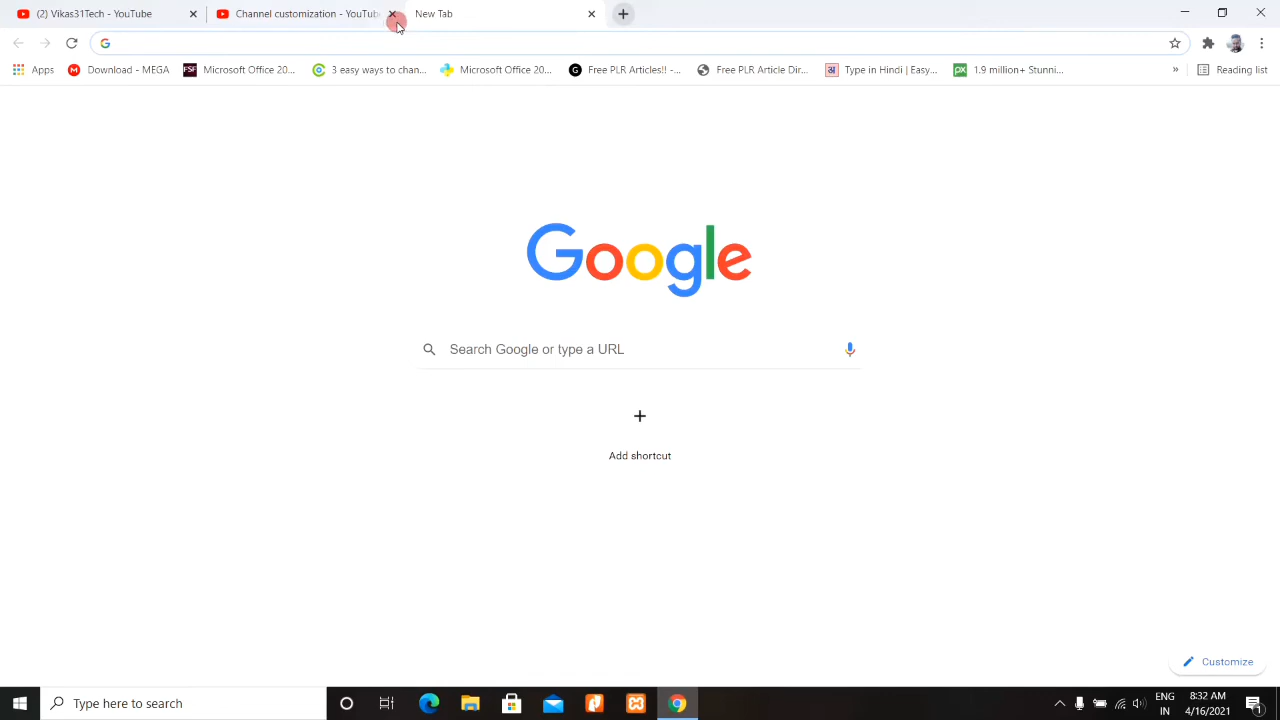 (2) Vikas31Tech - YouTube
Channel customization - YouTube
New Tab
Apps
Download - MEGA
Microsoft Office 20...
3 easy ways to chan...
Microsoft Office 20...
Free PLR Articles!! -...
Free PLR Article Dir...
Type in Hindi | Easy...
1.9 million+ Stunni...
»
Reading list
Google
Search Google or type a URL
Add shortcut
Customize
Type here to search
ENG
IN
8:32 AM
4/16/2021